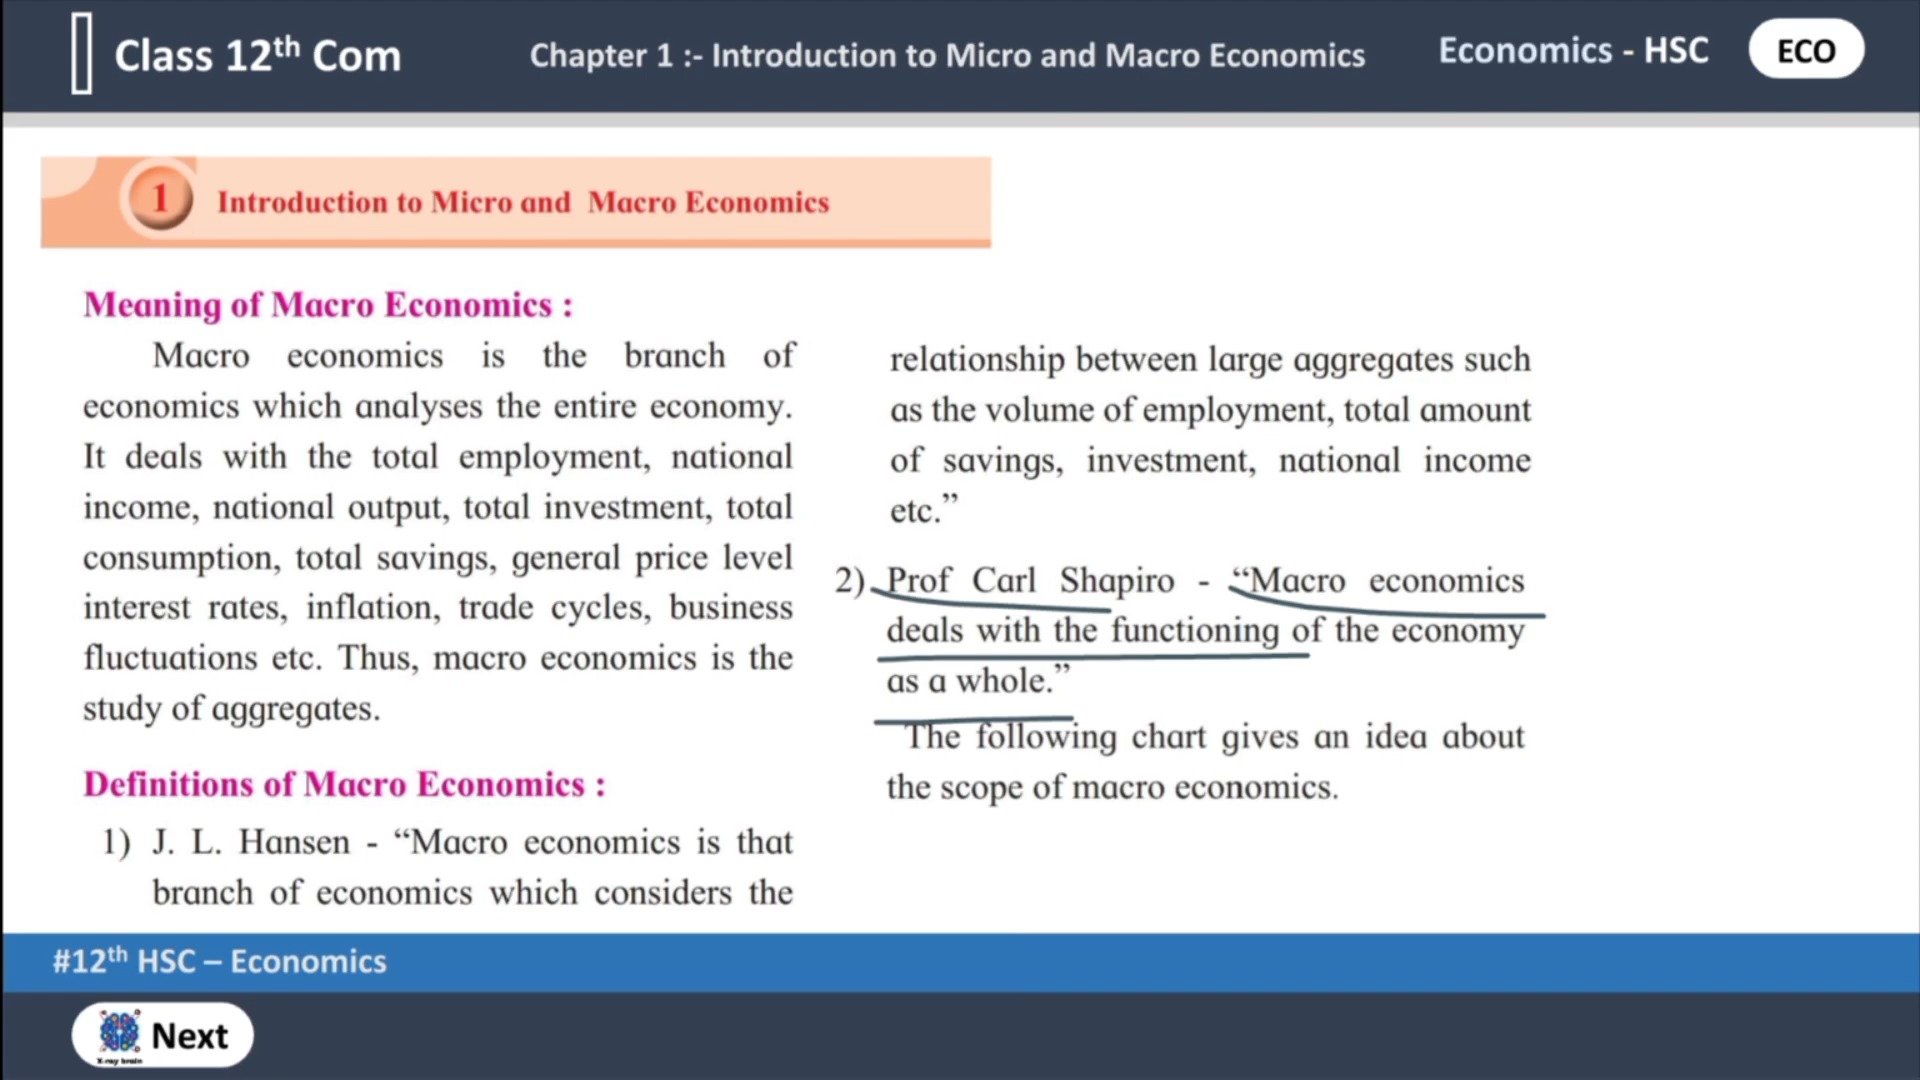 Class 12th Com
Chapter 1 :- Introduction to Micro and Macro Economics
Economics - HSC
ECO
1
Introduction to Micro and Macro Economics
Meaning of Macro Economics :
Macro economics is the branch of
economics which analyses the entire economy.
It deals with the total employment, national
income, national output, total investment, total
consumption, total savings, general price level
interest rates, inflation, trade cycles, business
fluctuations etc. Thus, macro economics is the
study of aggregates.
Definitions of Macro Economics :
1) J. L. Hansen - “Macro economics is that
branch of economics which considers the
relationship between large aggregates such
as the volume of employment, total amount
of savings, investment, national income
etc.”
2) Prof Carl Shapiro - “Macro economics
deals with the functioning of the economy
as a whole.”
The following chart gives an idea about
the scope of macro economics.
#12th HSC – Economics
X-ray brain
Next